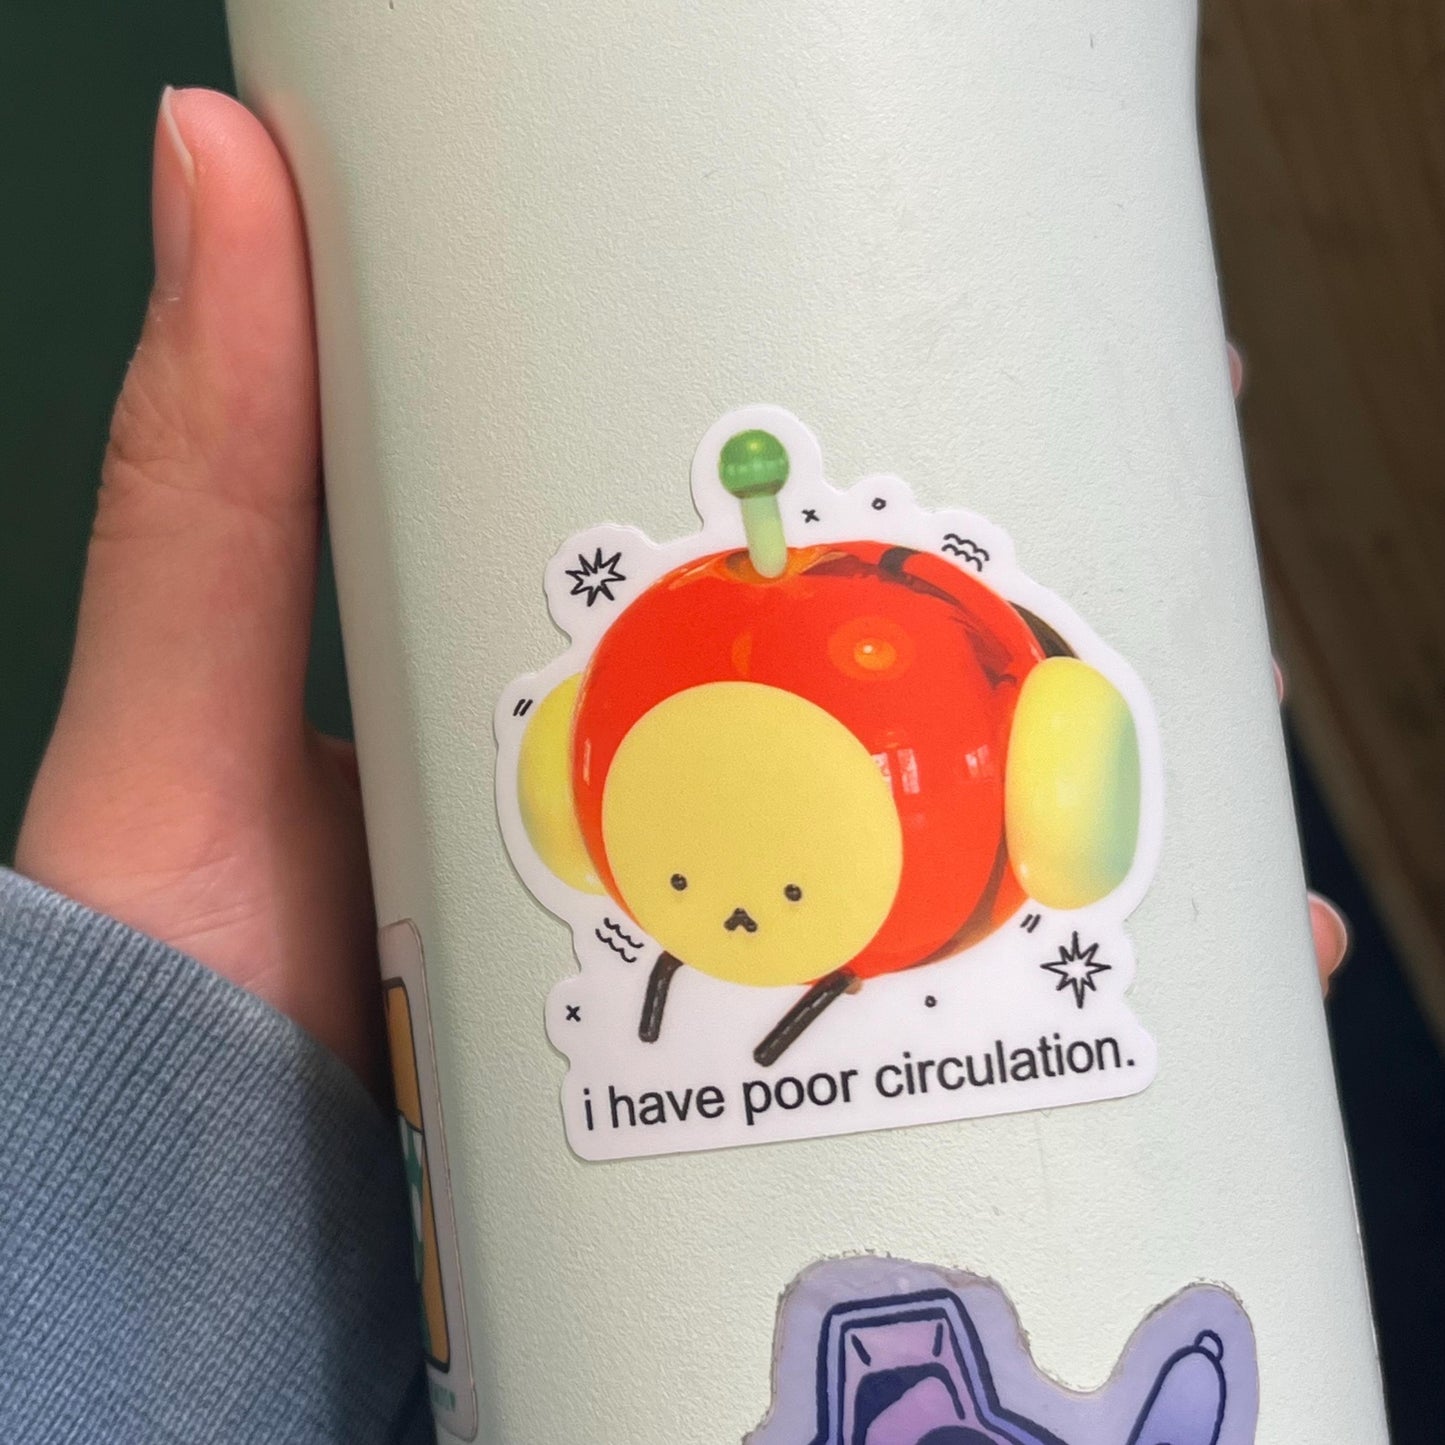 i have poor circulation.